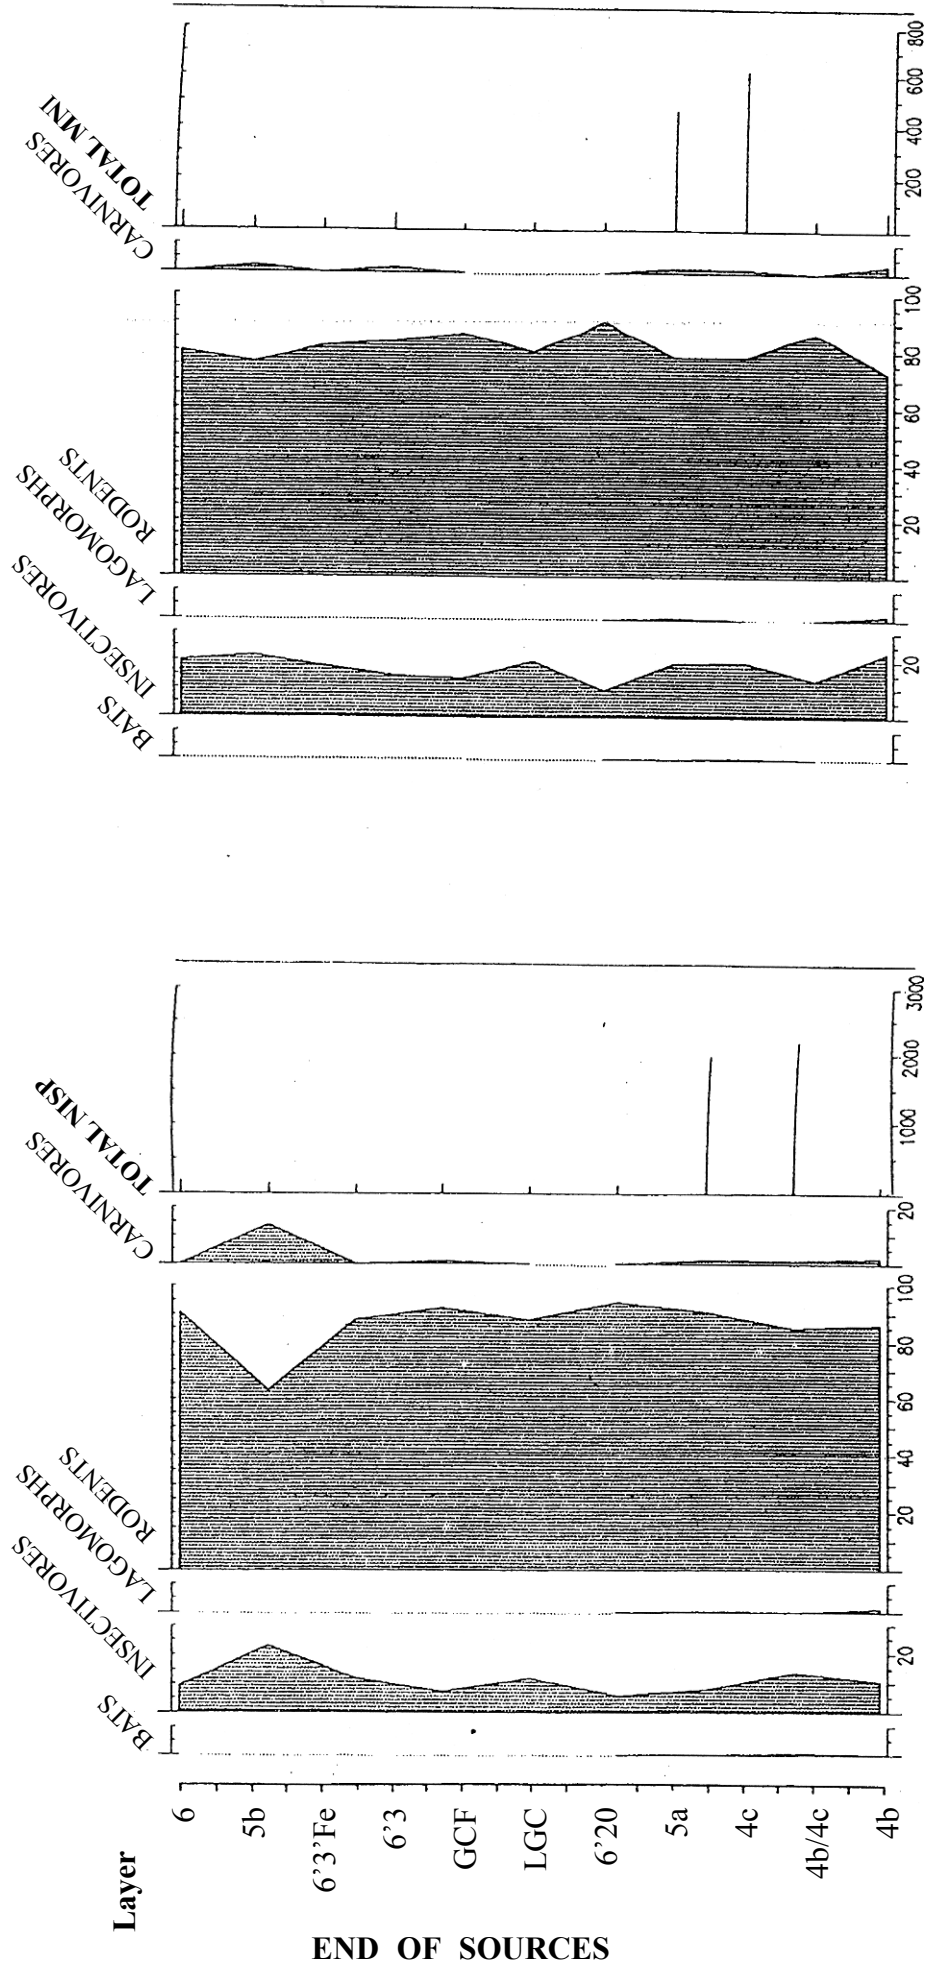 TOTAL MNI
CARNIVORES
RODENTS
LAGOMORPHS
INSECTIVORES
BATS
800
600
400
200
100
80
60
40
20
20
TOTAL NISP
CARNIVORES
RODENTS
LAGOMORPHS
INSECTIVORES
BATS
3000
2000
1000
20
100
80
60
40
20
20
Layer
6
5b
6'3"Fe
6'3
GCF
LGC
6'20
5a
4c
4b/4c
4b
END OF SOURCES